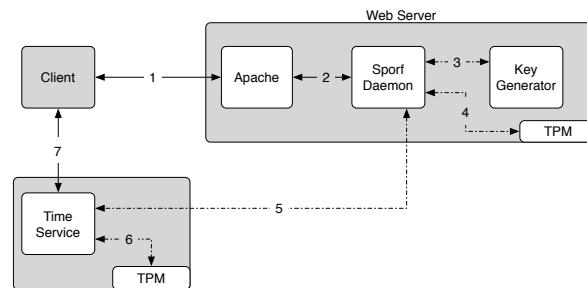 Web Server
Client
1
Apache
2
Sporf
Daemon
3
Key
Generator
4
TPM
7
Time
Service
5
6
TPM